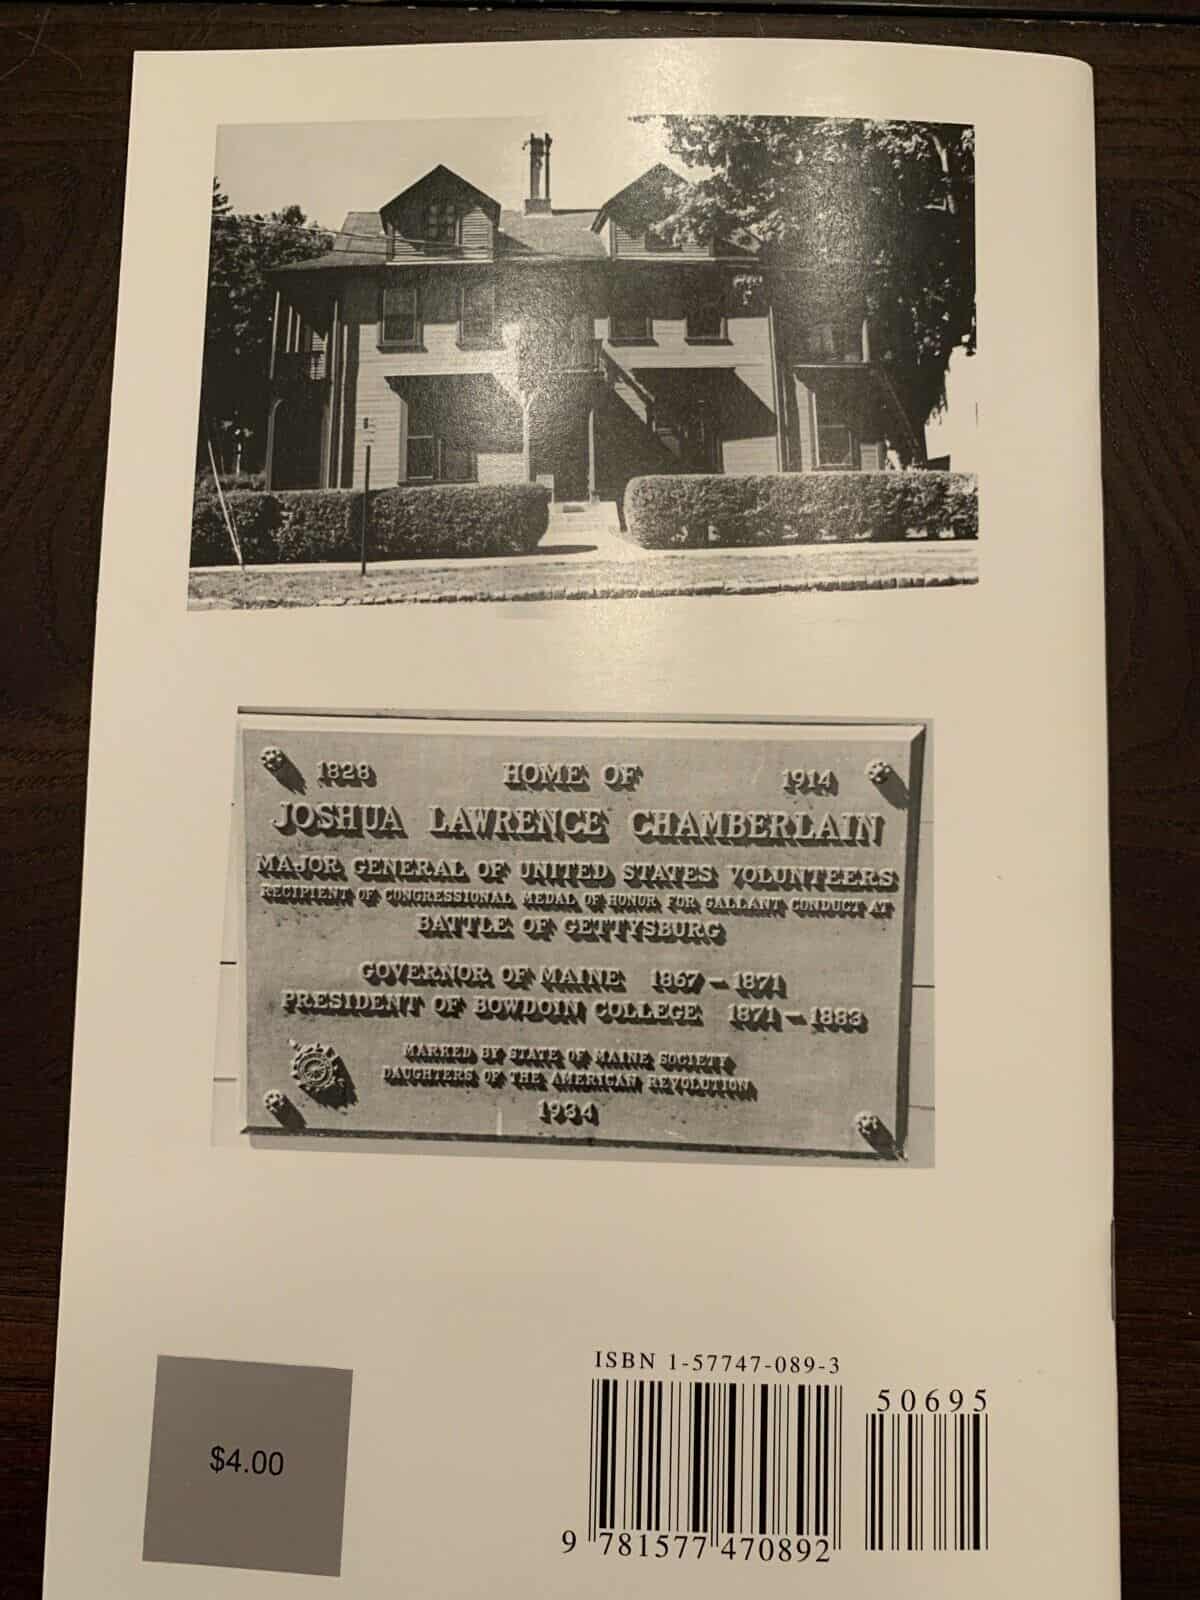 1828 HOME OF 1914
JOSHUA LAWRENCE CHAMBERLAIN
MAJOR GENERAL OF UNITED STATES VOLUNTEERS
RECIPIENT OF CONGRESSIONAL MEDAL OF HONOR FOR GALLANT CONDUCT AT
BATTLE OF GETTYSBURG
GOVERNOR OF MAINE 1867 – 1871
PRESIDENT OF BOWDOIN COLLEGE 1871 – 1883
MARKED BY STATE OF MAINE SOCIETY
DAUGHTERS OF THE AMERICAN REVOLUTION
1934
$4.00
ISBN 1-57747-089-3
50695
9 781577 470892